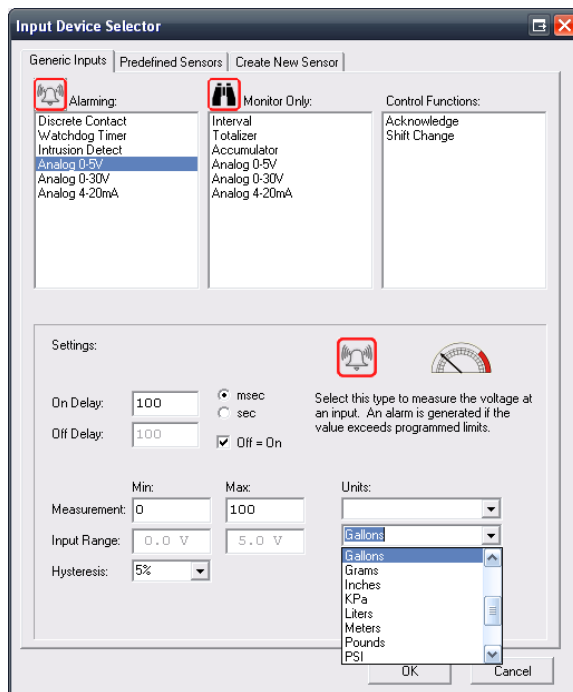 Input Device Selector
Generic Inputs Predefined Sensors Create New Sensor
Alarming:
Discrete Contact
Watchdog Timer
Intrusion Detect
Analog 0-5V
Analog 0-30V
Analog 4-20mA
Monitor Only:
Interval
Totalizer
Accumulator
Analog 0-5V
Analog 0-30V
Analog 4-20mA
Control Functions:
Acknowledge
Shift Change
Settings:
On Delay: 100 msec
sec
Off Delay: 100
Off = On
Select this type to measure the voltage at
an input. An alarm is generated if the
value exceeds programmed limits.
Min: Max: Units:
Measurement: 0 100
Input Range: 0.0 V 5.0 V Gallons
Hysteresis: 5%
Gallons
Grams
Inches
KPa
Liters
Meters
Pounds
PSI
OK Cancel